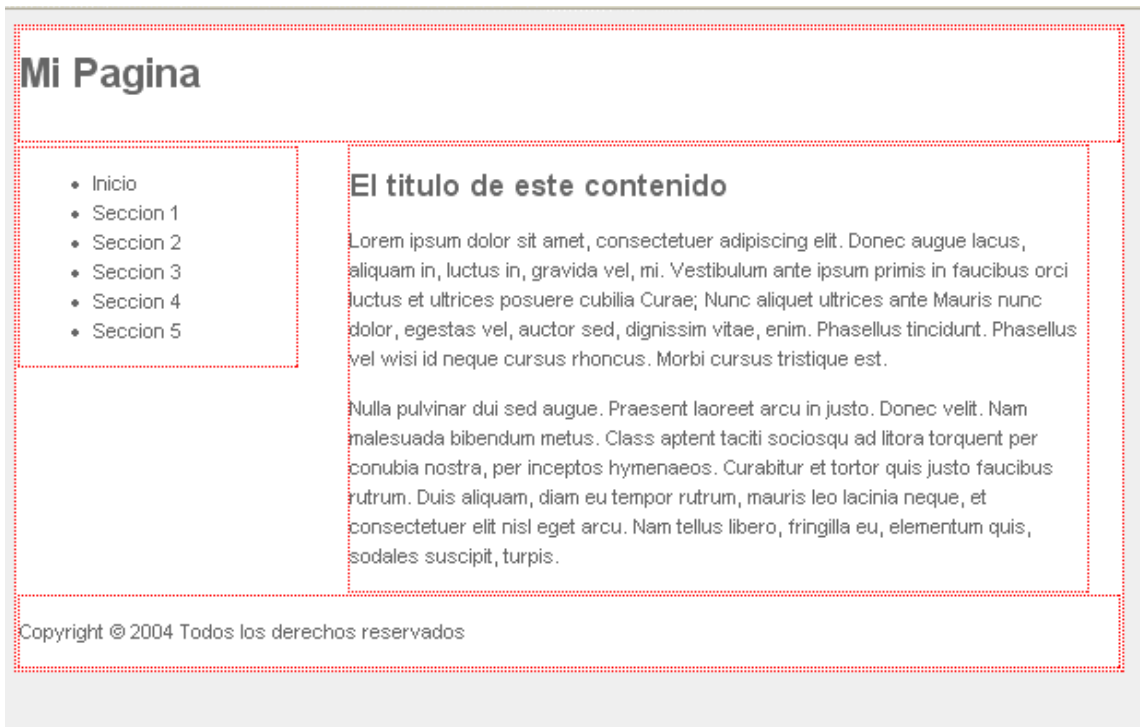 Mi Pagina
Inicio
Seccion 1
Seccion 2
Seccion 3
Seccion 4
Seccion 5
El titulo de este contenido
Lorem ipsum dolor sit amet, consectetuer adipiscing elit. Donec augue lacus,
aliquam in, luctus in, gravida vel, mi. Vestibulum ante ipsum primis in faucibus orci
luctus et ultrices posuere cubilia Curae; Nunc aliquet ultrices ante Mauris nunc
dolor, egestas vel, auctor sed, dignissim vitae, enim. Phasellus tincidunt. Phasellus
vel wisi id neque cursus rhoncus. Morbi cursus tristique est.
Nulla pulvinar dui sed augue. Praesent laoreet arcu in justo. Donec velit. Nam
malesuada bibendum metus. Class aptent taciti sociosqu ad litora torquent per
conubia nostra, per inceptos hymenaeos. Curabitur et tortor quis justo faucibus
rutrum. Duis aliquam, diam eu tempor rutrum, mauris leo lacinia neque, et
consectetuer elit nisl eget arcu. Nam tellus libero, fringilla eu, elementum quis,
sodales suscipit, turpis.
Copyright © 2004 Todos los derechos reservados